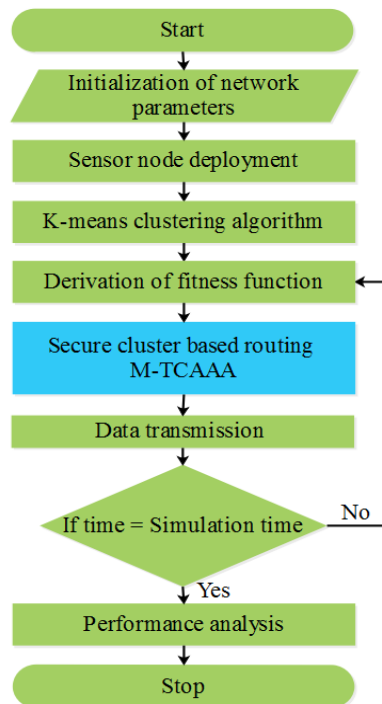 Start
Initialization of network
parameters
Sensor node deployment
K-means clustering algorithm
Derivation of fitness function
Secure cluster based routing
M-TCAAA
Data transmission
If time = Simulation time
No
Yes
Performance analysis
Stop